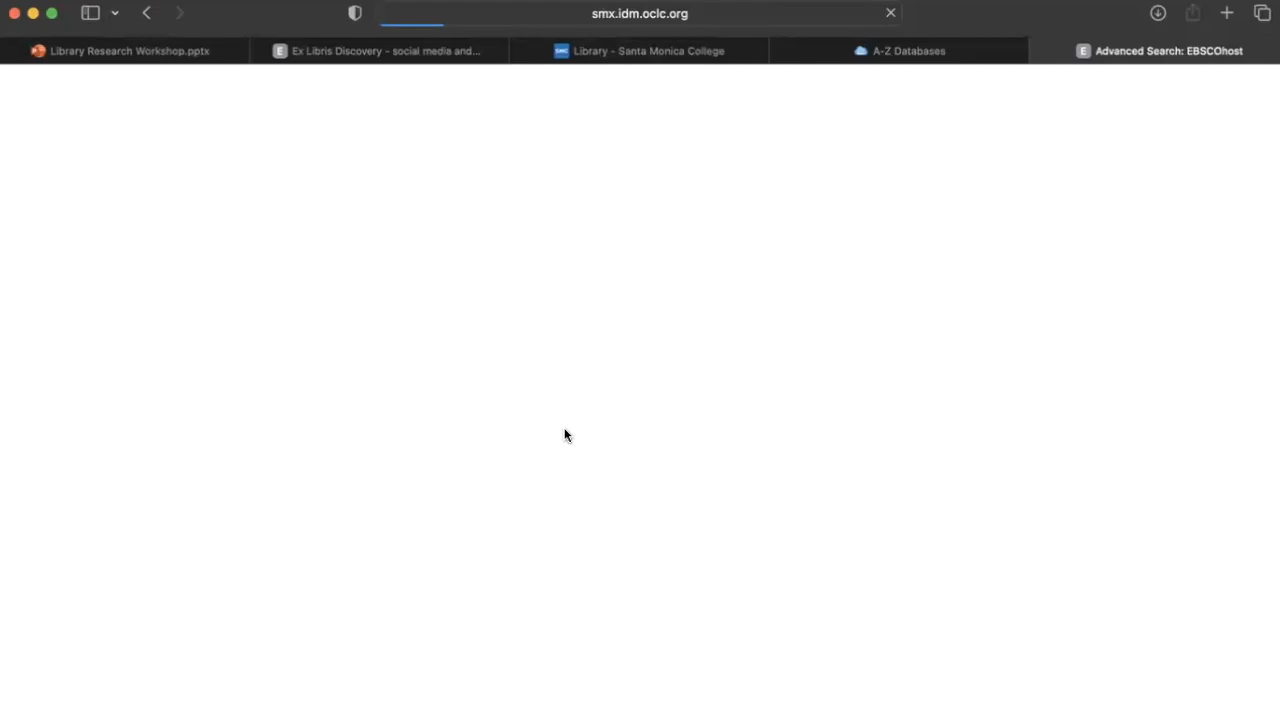 smx.idm.oclc.org
Library Research Workshop.pptx
E Ex Libris Discovery - social media and...
SMC Library - Santa Monica College
A-Z Databases
E Advanced Search: EBSCOhost